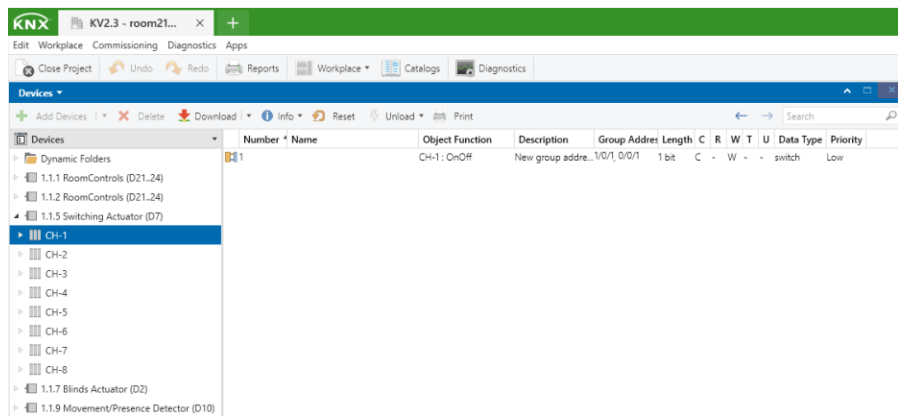 KNX KV2.3 - room21... × +
Edit Workplace Commissioning Diagnostics Apps
Close Project Undo Redo Reports Workplace Catalogs Diagnostics
Devices
Add Devices Delete Download Info Reset Unload Print Search
Devices Number Name Object Function Description Group Addres Length C R W T U Data Type Priority
Dynamic Folders 1 CH-1 : OnOff New group addre... 1/0/1, 0/0/1 1 bit C - W - - switch Low
1.1.1 RoomControls (D21..24)
1.1.2 RoomControls (D21..24)
1.1.5 Switching Actuator (D7)
CH-1
CH-2
CH-3
CH-4
CH-5
CH-6
CH-7
CH-8
1.1.7 Blinds Actuator (D2)
1.1.9 Movement/Presence Detector (D10)